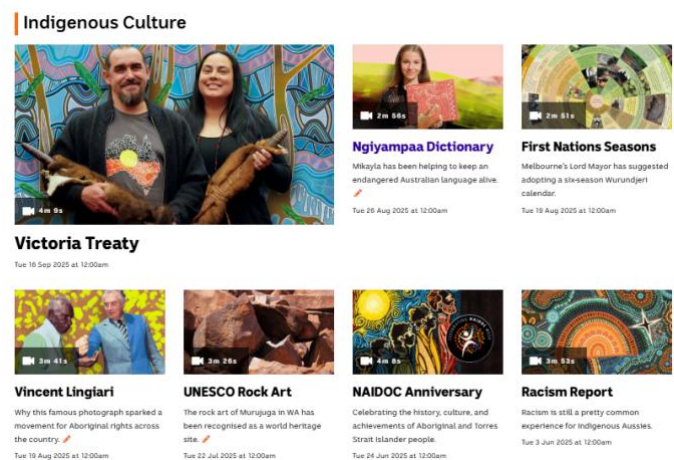 Indigenous Culture
4m 9s
Victoria Treaty
Tue 16 Sep 2025 at 12:00am
2m 56s
Ngiyampaa Dictionary
Mikayla has been helping to keep an
endangered Australian language alive.
Tue 26 Aug 2025 at 12:00am
2m 51s
First Nations Seasons
Melbourne's Lord Mayor has suggested
adopting a six-season Wurundjeri
calendar.
Tue 19 Aug 2025 at 12:00am
3m 41s
Vincent Lingiari
Why this famous photograph sparked a
movement for Aboriginal rights across
the country.
Tue 19 Aug 2025 at 12:00am
3m 26s
UNESCO Rock Art
The rock art of Murujuga in WA has
been recognised as a world heritage
site.
Tue 22 Jul 2025 at 12:00am
NAIDOC
4m 8s
NAIDOC Anniversary
Celebrating the history, culture, and
achievements of Aboriginal and Torres
Strait Islander people.
Tue 24 Jun 2025 at 12:00am
3m 53s
Racism Report
Racism is still a pretty common
experience for Indigenous Aussies.
Tue 3 Jun 2025 at 12:00am